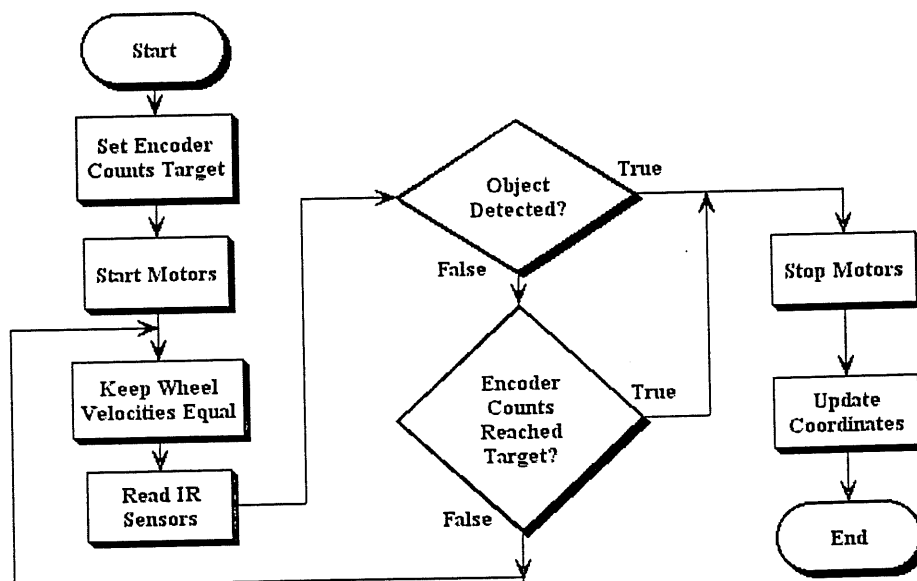 Start
Set Encoder
Counts Target
Start Motors
Keep Wheel
Velocities Equal
Read IR
Sensors
Object
Detected?
True
False
Encoder
Counts
Reached
Target?
True
False
Stop Motors
Update
Coordinates
End